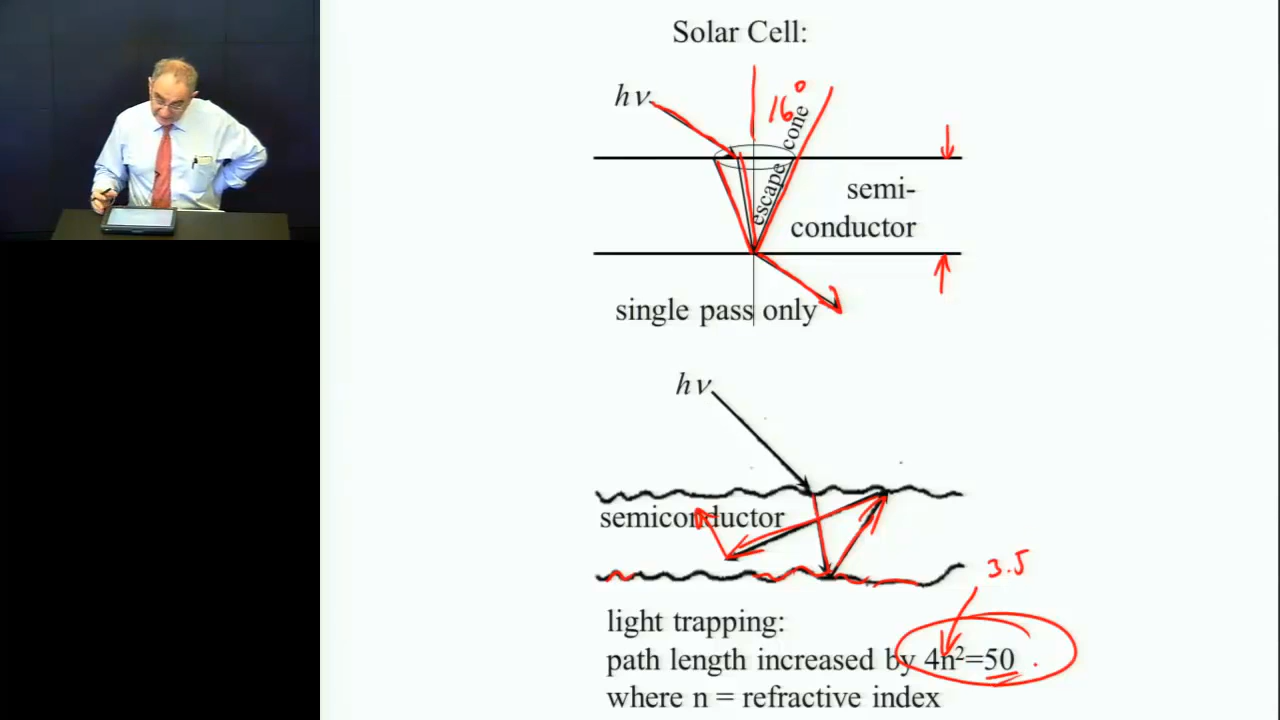 Solar Cell:
hν
16°
escape cone
semi-
conductor
single pass only
hν
semiconductor
3.5
light trapping:
path length increased by 4n²=50
where n = refractive index